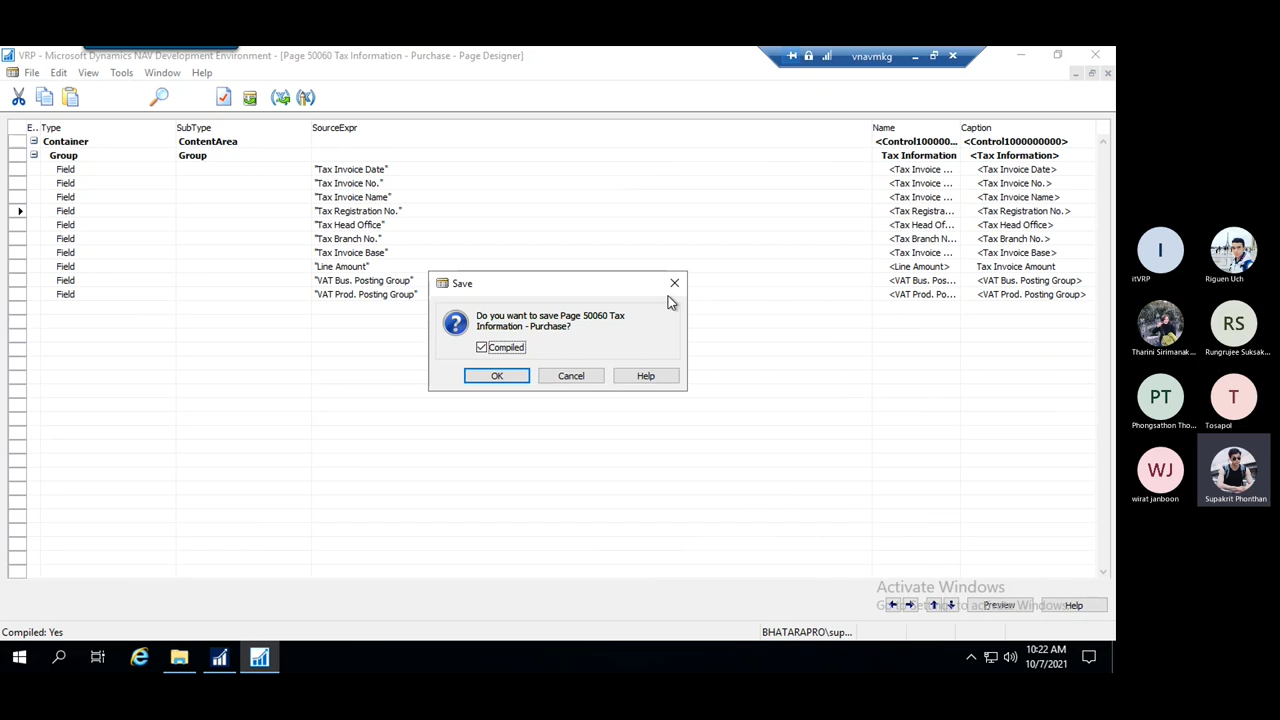 VRP - Microsoft Dynamics NAV Development Environment - [Page 50060 Tax Information - Purchase - Page Designer]
vnavmkg
File Edit View Tools Window Help
E.. Type SubType SourceExpr Name Caption
Container ContentArea <Control100000... <Control1000000000>
Group Group Tax Information <Tax Information>
Field "Tax Invoice Date" <Tax Invoice ... <Tax Invoice Date>
Field "Tax Invoice No." <Tax Invoice ... <Tax Invoice No.>
Field "Tax Invoice Name" <Tax Invoice ... <Tax Invoice Name>
Field "Tax Registration No." <Tax Registra... <Tax Registration No.>
Field "Tax Head Office" <Tax Head Of... <Tax Head Office>
Field "Tax Branch No." <Tax Branch N... <Tax Branch No.>
Field "Tax Invoice Base" <Tax Invoice ... <Tax Invoice Base>
Field "Line Amount" <Line Amount> Tax Invoice Amount
Field "VAT Bus. Posting Group" <VAT Bus. Pos... <VAT Bus. Posting Group>
Field "VAT Prod. Posting Group" <VAT Prod. Po... <VAT Prod. Posting Group>
Save
Do you want to save Page 50060 Tax
Information - Purchase?
Compiled
OK Cancel Help
Activate Windows
Preview Help
Compiled: Yes
BHATARAPRO\sup...
10:22 AM
10/7/2021
I
itVRP
Riguen Uch
Tharini Sirimanak...
RS
Rungrujee Suksak...
PT
Phongsathon Tho...
T
Tosapol
WJ
wirat janboon
Supakrit Phonthan